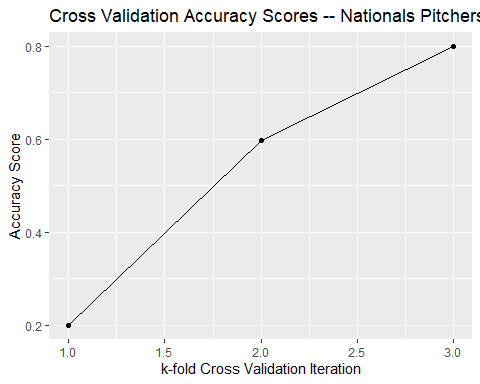 Cross Validation Accuracy Scores -- Nationals Pitchers
0.8
0.6
0.4
0.2
Accuracy Score
1.0 1.5 2.0 2.5 3.0
k-fold Cross Validation Iteration